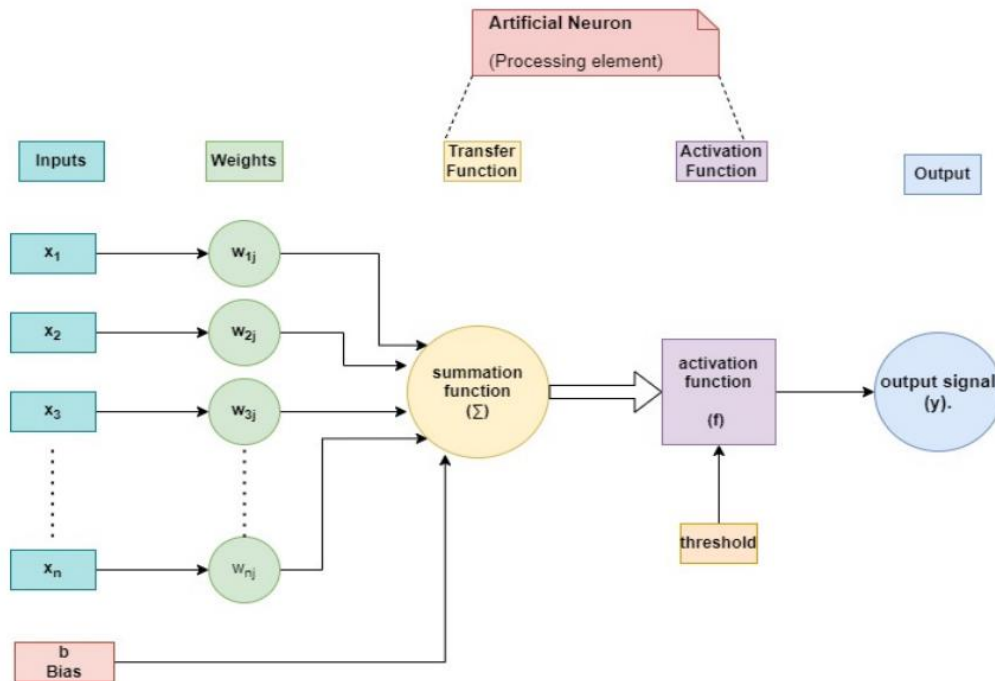 Artificial Neuron
(Processing element)
Inputs
Weights
Transfer
Function
Activation
Function
Output
x₁
w₁ⱼ
x₂
w₂ⱼ
x₃
w₃ⱼ
xₙ
wₙⱼ
b
Bias
summation
function
(∑)
activation
function
(f)
threshold
output signal
(y).